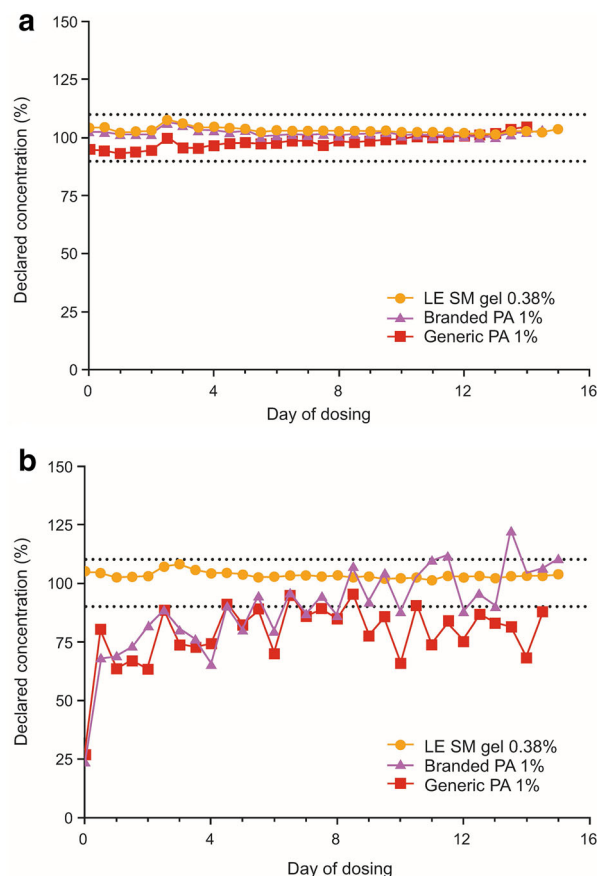 a
150
125
100
75
50
25
0
Declared concentration (%)
LE SM gel 0.38%
Branded PA 1%
Generic PA 1%
0 4 8 12 16
Day of dosing
b
150
125
100
75
50
25
0
Declared concentration (%)
LE SM gel 0.38%
Branded PA 1%
Generic PA 1%
0 4 8 12 16
Day of dosing